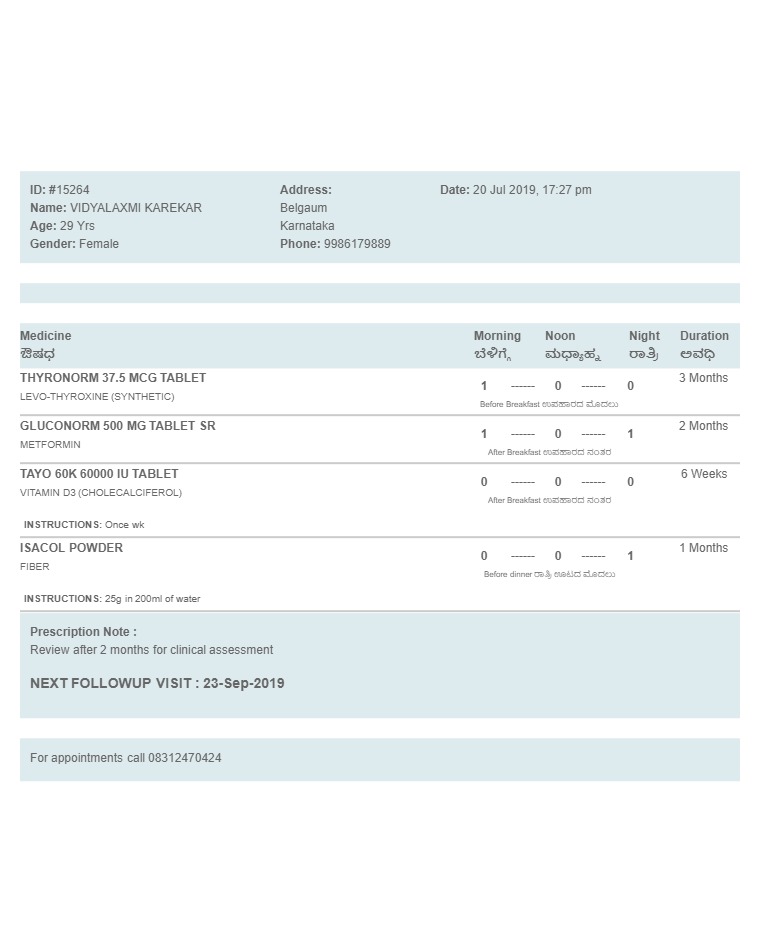 ID: #15264 Address: Date: 20 Jul 2019, 17:27 pm
Name: VIDYALAXMI KAREKAR Belgaum
Age: 29 Yrs Karnataka
Gender: Female Phone: 9986179889
Medicine Morning Noon Night Duration
ಔಷಧ ಬೆಳಿಗ್ಗೆ ಮಧ್ಯಾಹ್ನ ರಾತ್ರಿ ಅವಧಿ
THYRONORM 37.5 MCG TABLET 1 ------ 0 ------ 0 3 Months
LEVO-THYROXINE (SYNTHETIC)
Before Breakfast ಉಪಹಾರದ ಮೊದಲು
GLUCONORM 500 MG TABLET SR 1 ------ 0 ------ 1 2 Months
METFORMIN
After Breakfast ಉಪಹಾರದ ನಂತರ
TAYO 60K 60000 IU TABLET 0 ------ 0 ------ 0 6 Weeks
VITAMIN D3 (CHOLECALCIFEROL)
After Breakfast ಉಪಹಾರದ ನಂತರ
INSTRUCTIONS: Once wk
ISACOL POWDER 0 ------ 0 ------ 1 1 Months
FIBER
Before dinner ರಾತ್ರಿ ಊಟದ ಮೊದಲು
INSTRUCTIONS: 25g in 200ml of water
Prescription Note :
Review after 2 months for clinical assessment
NEXT FOLLOWUP VISIT : 23-Sep-2019
For appointments call 08312470424